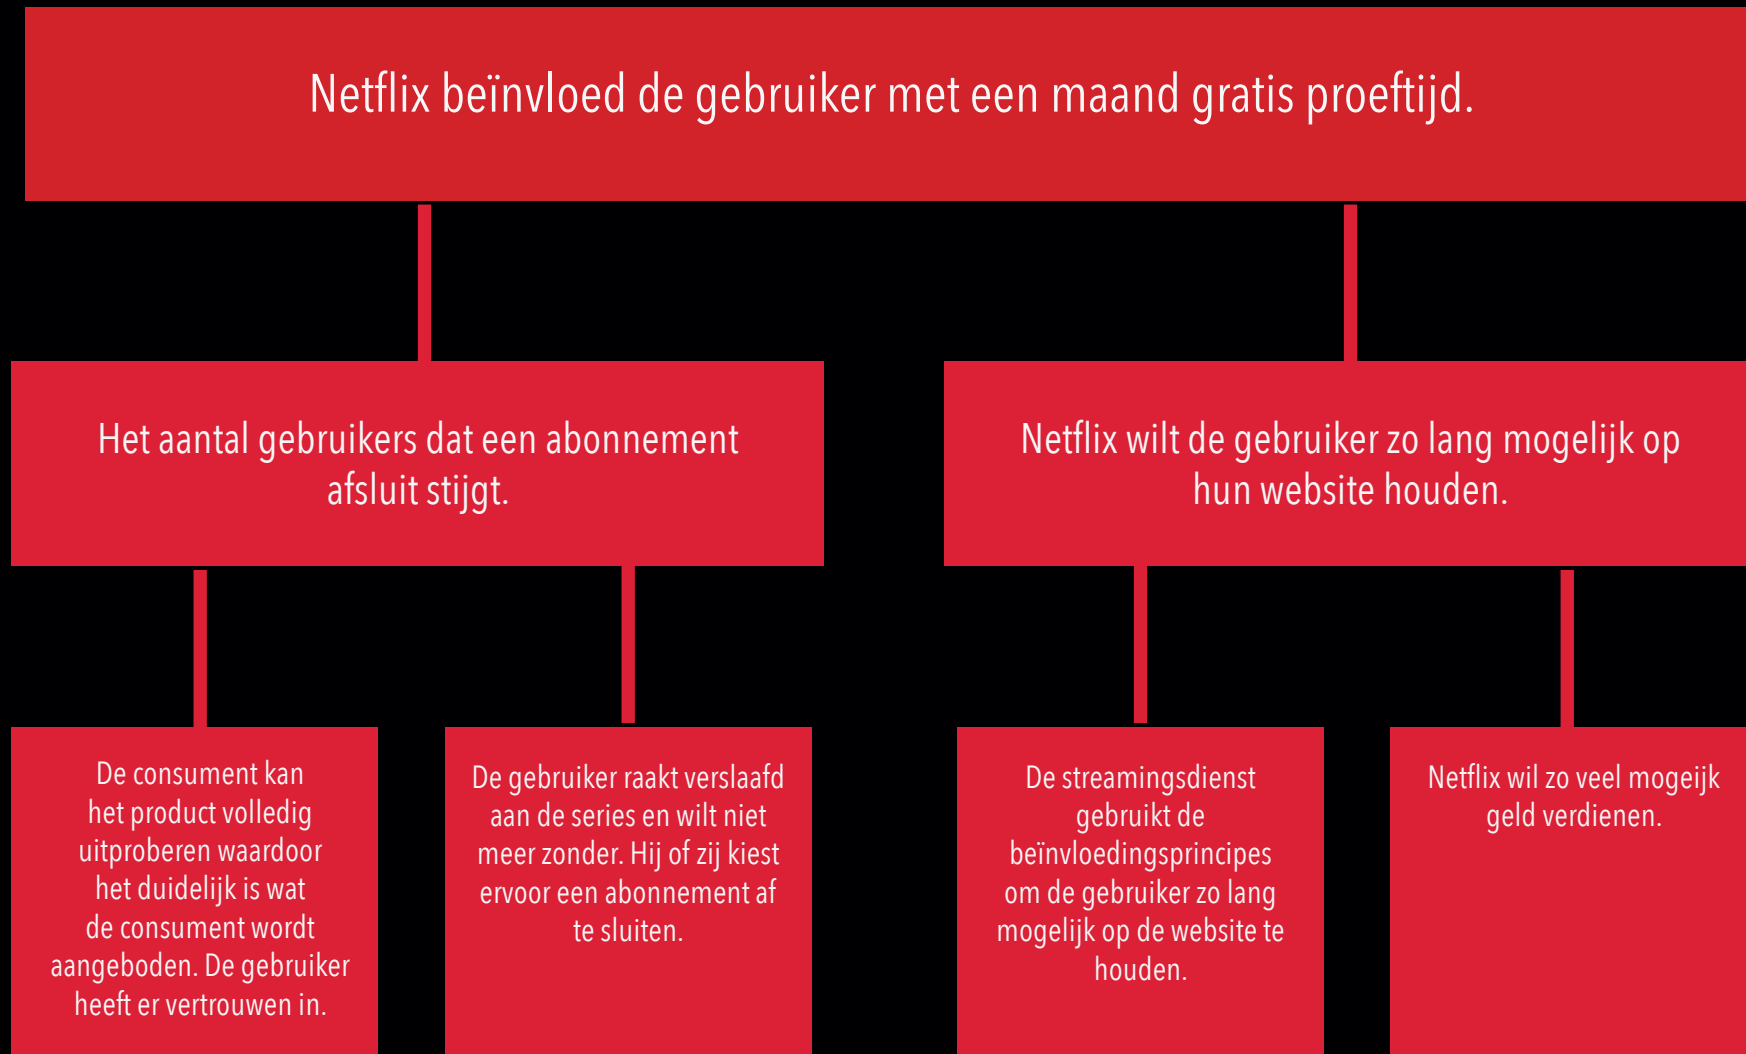 Netflix beïnvloed de gebruiker met een maand gratis proeftijd.
Het aantal gebruikers dat een abonnement
afsluit stijgt.
Netflix wilt de gebruiker zo lang mogelijk op
hun website houden.
De consument kan
het product volledig
uitproberen waardoor
het duidelijk is wat
de consument wordt
aangeboden. De gebruiker
heeft er vertrouwen in.
De gebruiker raakt verslaafd
aan de series en wilt niet
meer zonder. Hij of zij kiest
ervoor een abonnement af
te sluiten.
De streamingsdienst
gebruikt de
beïnvloedingsprincipes
om de gebruiker zo lang
mogelijk op de website te
houden.
Netflix wil zo veel mogeijk
geld verdienen.